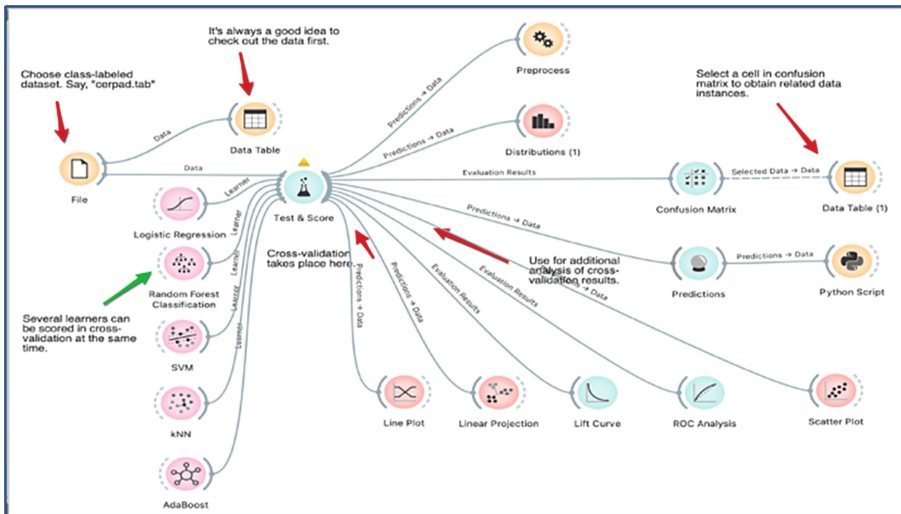 It's always a good idea to
check out the data first.
Choose class-labeled
dataset. Say, "cerpad.tab"
Select a cell in confusion
matrix to obtain related data
instances.
Preprocess
Predictions → Data
Data
Data Table
Distributions (1)
Predictions → Data
File
Data
Test & Score
Evaluation Results
Confusion Matrix
Selected Data → Data
Data Table (1)
Learner
Logistic Regression
Learner
Random Forest
Classification
Learner
SVM
Learner
kNN
Learner
AdaBoost
Several learners can
be scored in cross-
validation at the same
time.
Cross-validation
takes place here.
Use for additional
analysis of cross-
validation results.
Predictions → Data
Predictions
Predictions → Data
Python Script
Predictions → Data
Line Plot
Predictions → Data
Linear Projection
Evaluation Results
Lift Curve
Evaluation Results
ROC Analysis
Predictions → Data
Scatter Plot